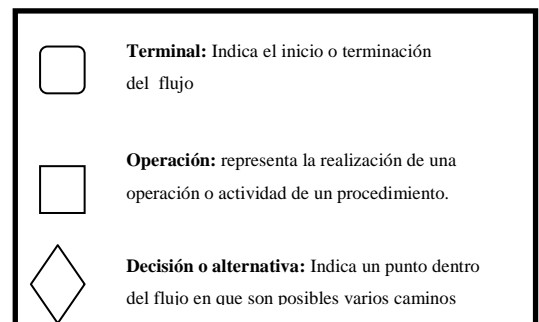 Terminal: Indica el inicio o terminación
del flujo
Operación: representa la realización de una
operación o actividad de un procedimiento.
Decisión o alternativa: Indica un punto dentro
del flujo en que son posibles varios caminos